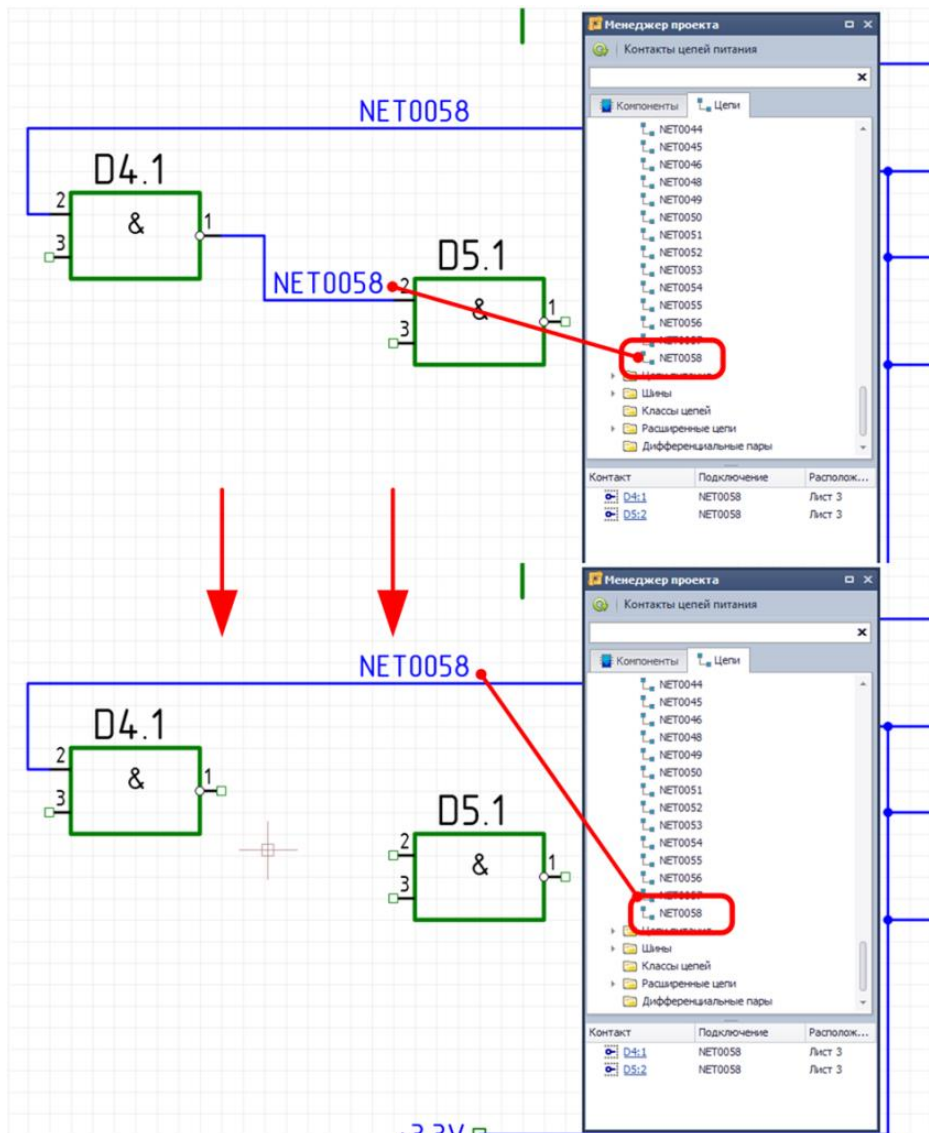 Менеджер проекта
Контакты цепей питания
Компоненты Цепи
NET0044
NET0045
NET0046
NET0048
NET0049
NET0050
NET0051
NET0052
NET0053
NET0054
NET0055
NET0056
NET0058
Шины
Классы цепей
Расширенные цепи
Дифференциальные пары
Контакт Подключение Располож...
D4:1 NET0058 Лист 3
D5:2 NET0058 Лист 3
NET0058
D4.1
2
&
1
3
D5.1
NET0058
2
&
1
3
Менеджер проекта
Контакты цепей питания
Компоненты Цепи
NET0044
NET0045
NET0046
NET0048
NET0049
NET0050
NET0051
NET0052
NET0053
NET0054
NET0055
NET0056
NET0058
Шины
Классы цепей
Расширенные цепи
Дифференциальные пары
Контакт Подключение Располож...
D4:1 NET0058 Лист 3
D5:2 NET0058 Лист 3
NET0058
D4.1
2
&
1
3
D5.1
2
&
1
3